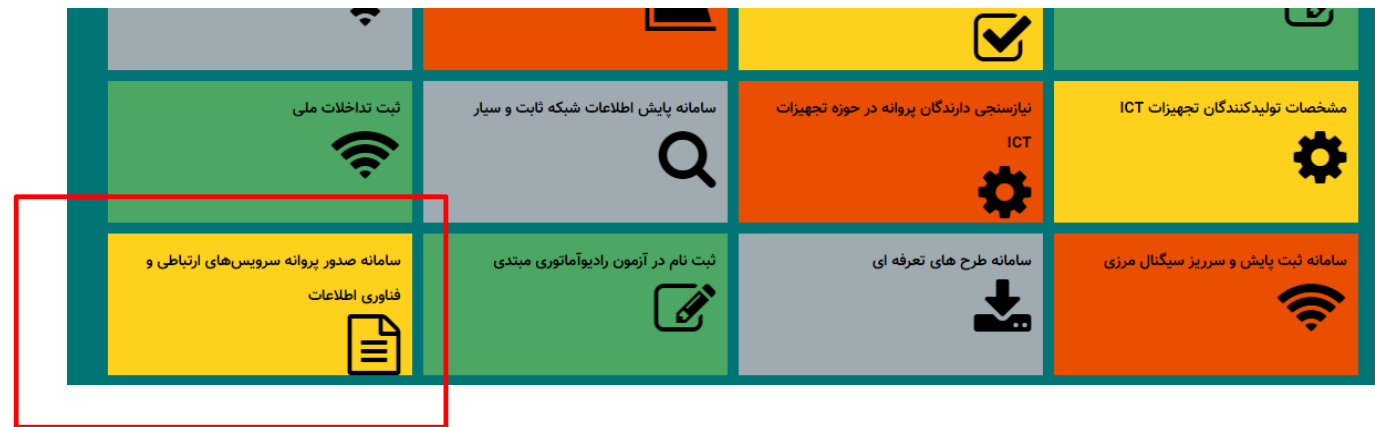 مشخصات تولیدکنندگان تجهیزات ICT
نیازسنجی دارندگان پروانه در حوزه تجهیزات
ICT
سامانه پایش اطلاعات شبکه ثابت و سیار
ثبت تداخلات ملی
سامانه ثبت پایش و سرریز سیگنال مرزی
سامانه طرح های تعرفه ای
ثبت نام در آزمون رادیوآماتوری مبتدی
سامانه صدور پروانه سرویس‌های ارتباطی و
فناوری اطلاعات